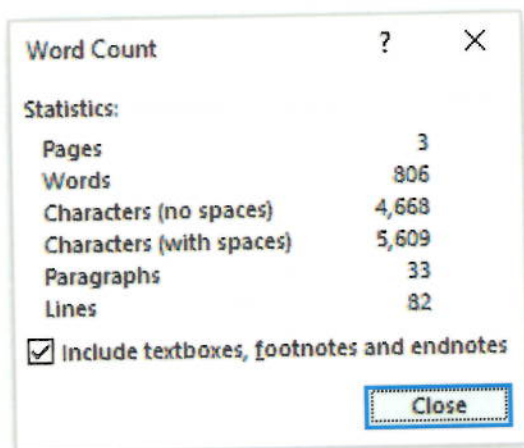 Word Count ? ×
Statistics:
Pages 3
Words 806
Characters (no spaces) 4,668
Characters (with spaces) 5,609
Paragraphs 33
Lines 82
Include textboxes, footnotes and endnotes
Close